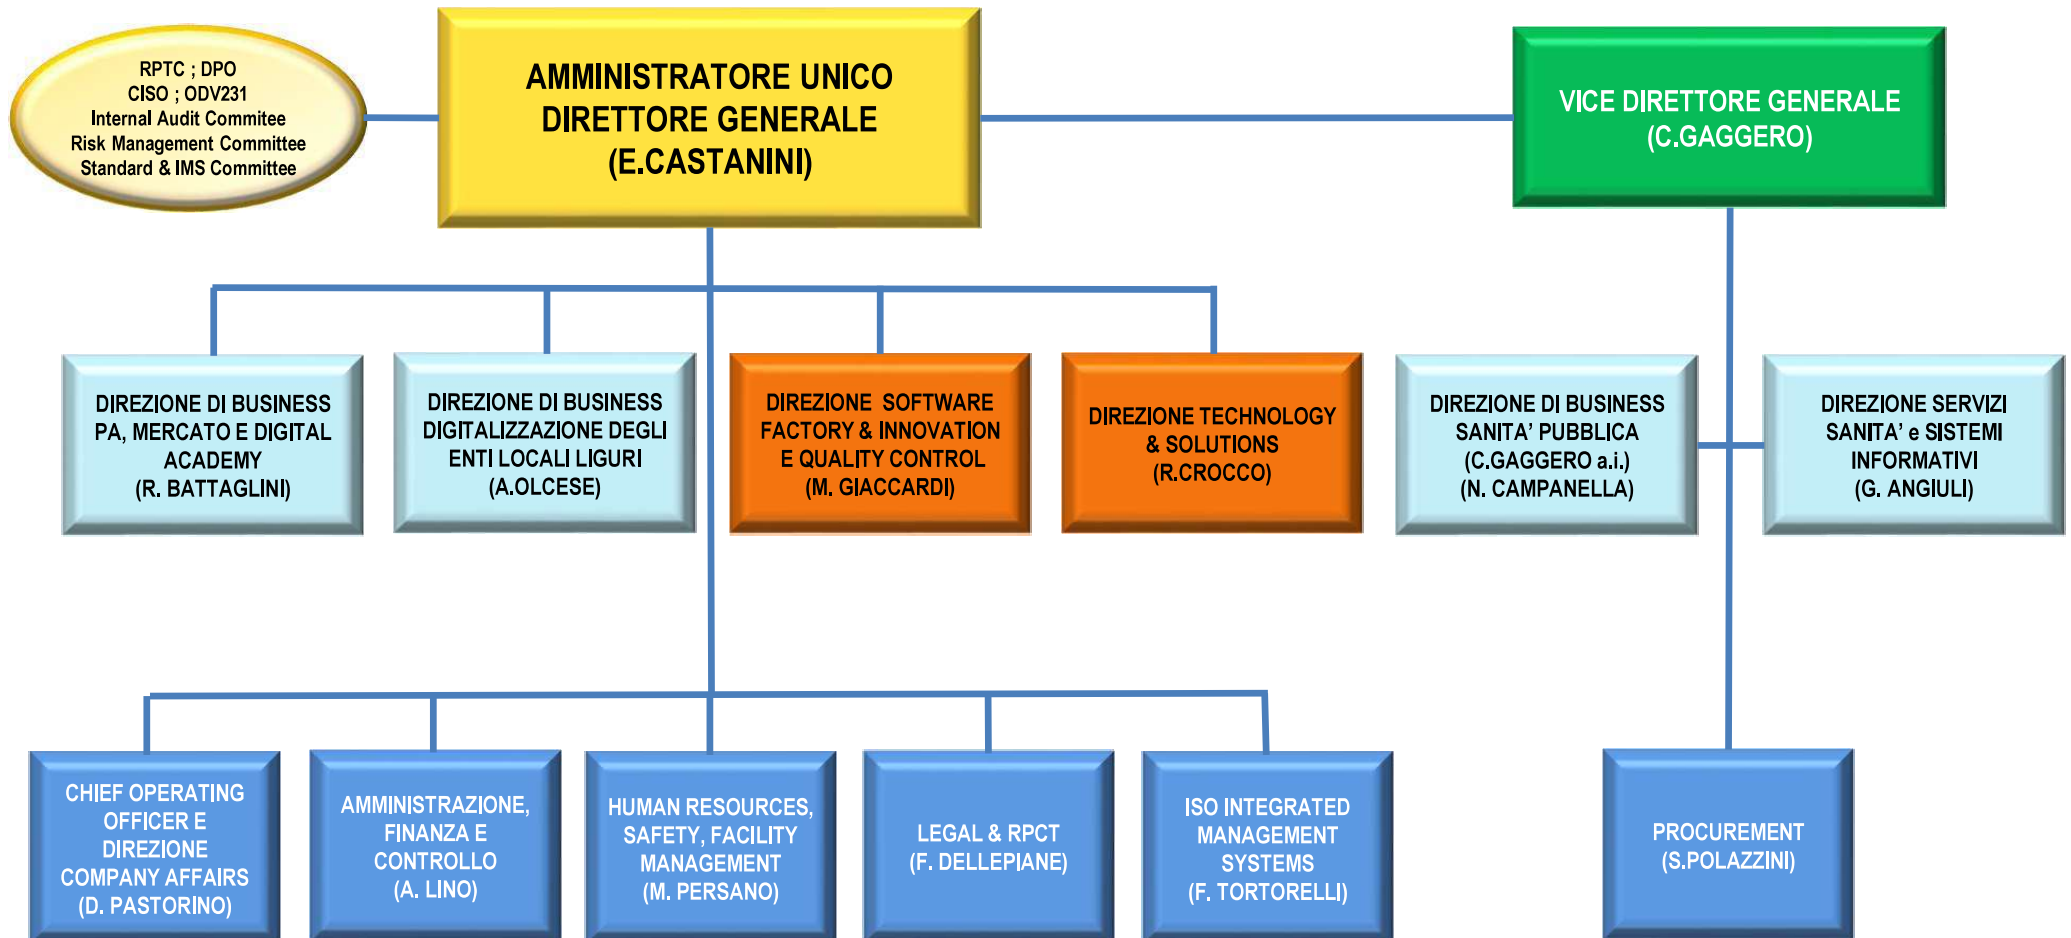 RPTC ; DPO
CISO ; ODV231
Internal Audit Commitee
Risk Management Committee
Standard & IMS Committee
AMMINISTRATORE UNICO
DIRETTORE GENERALE
(E.CASTANINI)
VICE DIRETTORE GENERALE
(C.GAGGERO)
DIREZIONE DI BUSINESS
PA, MERCATO E DIGITAL
ACADEMY
(R. BATTAGLINI)
DIREZIONE DI BUSINESS
DIGITALIZZAZIONE DEGLI
ENTI LOCALI LIGURI
(A.OLCESE)
DIREZIONE SOFTWARE
FACTORY & INNOVATION
E QUALITY CONTROL
(M. GIACCARDI)
DIREZIONE TECHNOLOGY
& SOLUTIONS
(R.CROCCO)
DIREZIONE DI BUSINESS
SANITA' PUBBLICA
(C.GAGGERO a.i.)
(N. CAMPANELLA)
DIREZIONE SERVIZI
SANITA' e SISTEMI
INFORMATIVI
(G. ANGIULI)
CHIEF OPERATING
OFFICER E
DIREZIONE
COMPANY AFFAIRS
(D. PASTORINO)
AMMINISTRAZIONE,
FINANZA E
CONTROLLO
(A. LINO)
HUMAN RESOURCES,
SAFETY, FACILITY
MANAGEMENT
(M. PERSANO)
LEGAL & RPCT
(F. DELLEPIANE)
ISO INTEGRATED
MANAGEMENT
SYSTEMS
(F. TORTORELLI)
PROCUREMENT
(S.POLAZZINI)